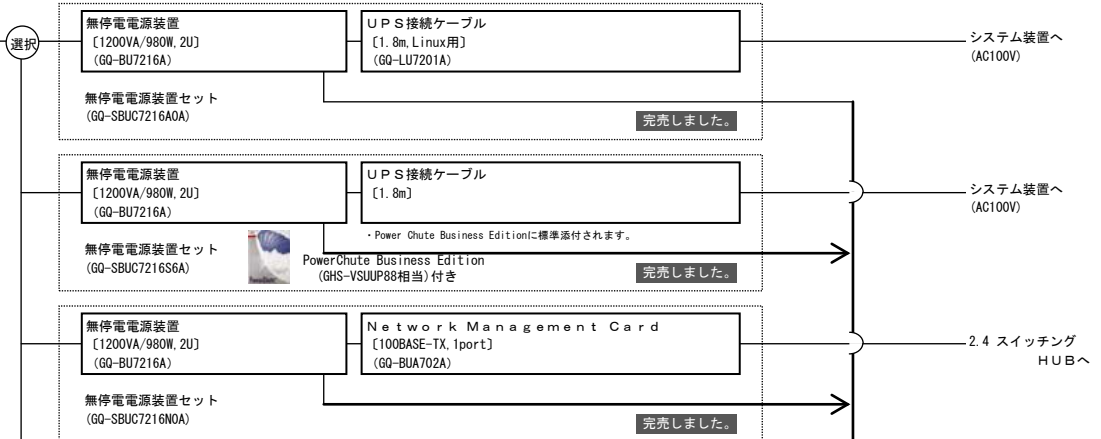 選択
無停電電源装置
〔1200VA/980W,2U〕
(GQ-BU7216A)
UPS接続ケーブル
〔1.8m,Linux用〕
(GQ-LU7201A)
システム装置へ
(AC100V)
無停電電源装置セット
(GQ-SBUC7216A0A)
完売しました。
無停電電源装置
〔1200VA/980W,2U〕
(GQ-BU7216A)
UPS接続ケーブル
〔1.8m〕
システム装置へ
(AC100V)
・Power Chute Business Editionに標準添付されます。
無停電電源装置セット
(GQ-SBUC7216S6A)
PowerChute Business Edition
(GHS-VSUUP88相当)付き
完売しました。
無停電電源装置
〔1200VA/980W,2U〕
(GQ-BU7216A)
Network Management Card
〔100BASE-TX,1port〕
(GQ-BUA702A)
2.4 スイッチング
HUBへ
無停電電源装置セット
(GQ-SBUC7216N0A)
完売しました。